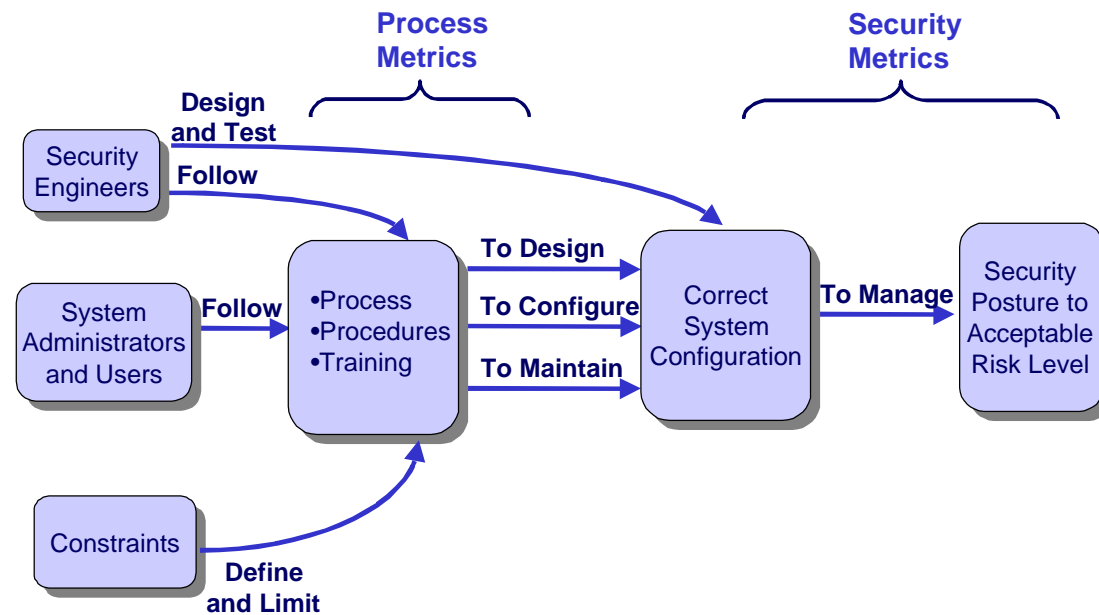 Process
Metrics
Security
Metrics
Design
and Test
Security
Engineers
Follow
To Design
•Process
•Procedures
•Training
To Configure
To Maintain
System
Administrators
and Users
Follow
Correct
System
Configuration
To Manage
Security
Posture to
Acceptable
Risk Level
Constraints
Define
and Limit